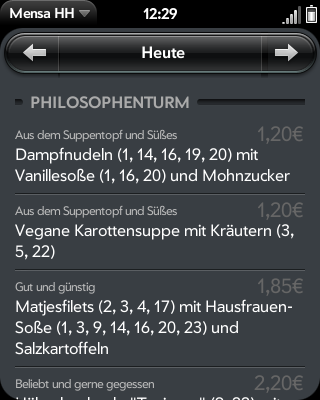 Mensa HH 12:29
Heute
PHILOSOPHENTURM
Aus dem Suppentopf und Süßes 1,20€
Dampfnudeln (1, 14, 16, 19, 20) mit
Vanillesoße (1, 16, 20) und Mohnzucker
Aus dem Suppentopf und Süßes 1,20€
Vegane Karottensuppe mit Kräutern (3,
5, 22)
Gut und günstig 1,85€
Matjesfilets (2, 3, 4, 17) mit Hausfrauen-
Soße (1, 3, 9, 14, 16, 20, 23) und
Salzkartoffeln
Beliebt und gerne gegessen 2,20€